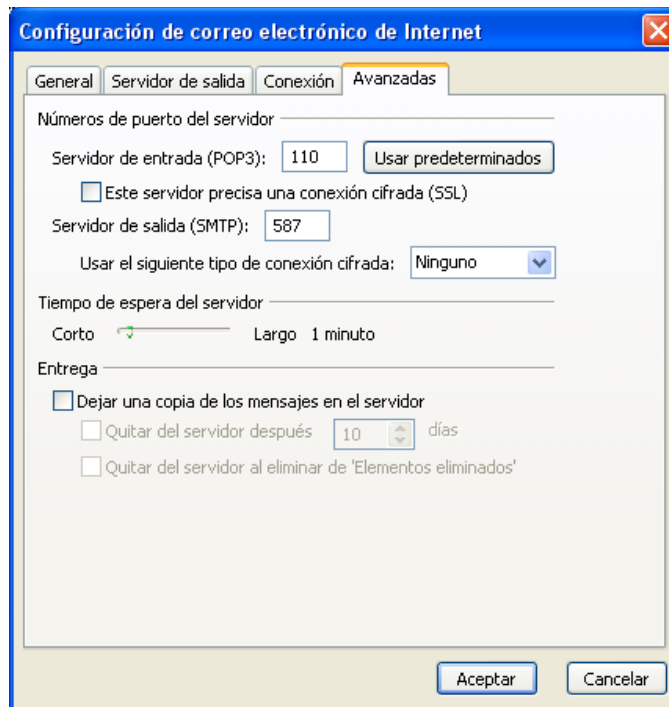 Configuración de correo electrónico de Internet
General Servidor de salida Conexión Avanzadas
Números de puerto del servidor
Servidor de entrada (POP3): 110 Usar predeterminados
Este servidor precisa una conexión cifrada (SSL)
Servidor de salida (SMTP): 587
Usar el siguiente tipo de conexión cifrada: Ninguno
Tiempo de espera del servidor
Corto Largo 1 minuto
Entrega
Dejar una copia de los mensajes en el servidor
Quitar del servidor después 10 días
Quitar del servidor al eliminar de 'Elementos eliminados'
Aceptar Cancelar